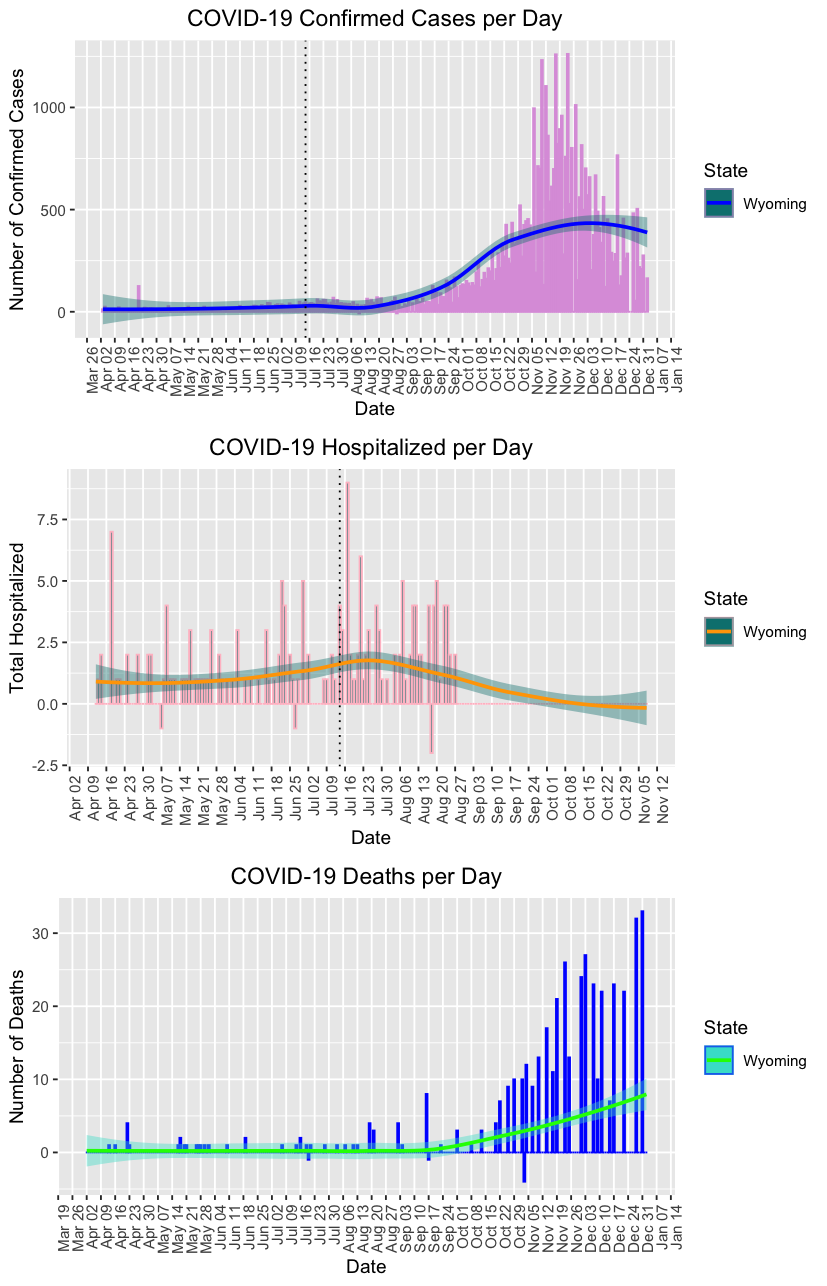 COVID-19 Confirmed Cases per Day
Number of Confirmed Cases
1000
500
0
Mar 26
Apr 02
Apr 09
Apr 16
Apr 23
Apr 30
May 07
May 14
May 21
May 28
Jun 04
Jun 11
Jun 18
Jun 25
Jul 02
Jul 09
Jul 16
Jul 23
Jul 30
Aug 06
Aug 13
Aug 20
Aug 27
Sep 03
Sep 10
Sep 17
Sep 24
Oct 01
Oct 08
Oct 15
Oct 22
Oct 29
Nov 05
Nov 12
Nov 19
Nov 26
Dec 03
Dec 10
Dec 17
Dec 24
Dec 31
Jan 07
Jan 14
Date
State
Wyoming
COVID-19 Hospitalized per Day
Total Hospitalized
7.5
5.0
2.5
0.0
-2.5
Apr 02
Apr 09
Apr 16
Apr 23
Apr 30
May 07
May 14
May 21
May 28
Jun 04
Jun 11
Jun 18
Jun 25
Jul 02
Jul 09
Jul 16
Jul 23
Jul 30
Aug 06
Aug 13
Aug 20
Aug 27
Sep 03
Sep 10
Sep 17
Sep 24
Oct 01
Oct 08
Oct 15
Oct 22
Oct 29
Nov 05
Nov 12
Date
State
Wyoming
COVID-19 Deaths per Day
Number of Deaths
30
20
10
0
Mar 19
Mar 26
Apr 02
Apr 09
Apr 16
Apr 23
Apr 30
May 07
May 14
May 21
May 28
Jun 04
Jun 11
Jun 18
Jun 25
Jul 02
Jul 09
Jul 16
Jul 23
Jul 30
Aug 06
Aug 13
Aug 20
Aug 27
Sep 03
Sep 10
Sep 17
Sep 24
Oct 01
Oct 08
Oct 15
Oct 22
Oct 29
Nov 05
Nov 12
Nov 19
Nov 26
Dec 03
Dec 10
Dec 17
Dec 24
Dec 31
Jan 07
Jan 14
Date
State
Wyoming